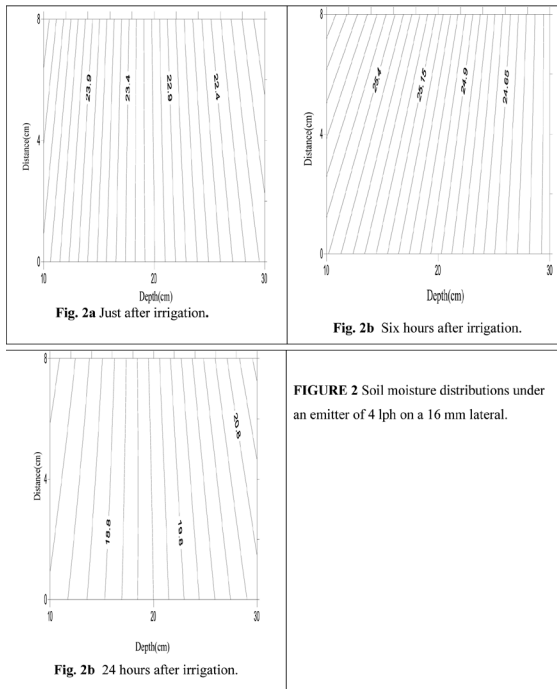 8
4
0
Distance(cm)
23.9
23.4
22.9
22.4
10
20
30
Depth(cm)
Fig. 2a Just after irrigation.
8
4
0
Distance(cm)
25.4
25.15
24.9
24.65
10
20
30
Depth(cm)
Fig. 2b Six hours after irrigation.
8
4
0
Distance(cm)
18.8
19.8
20.8
10
20
30
Depth(cm)
Fig. 2b 24 hours after irrigation.
FIGURE 2 Soil moisture distributions under
an emitter of 4 lph on a 16 mm lateral.